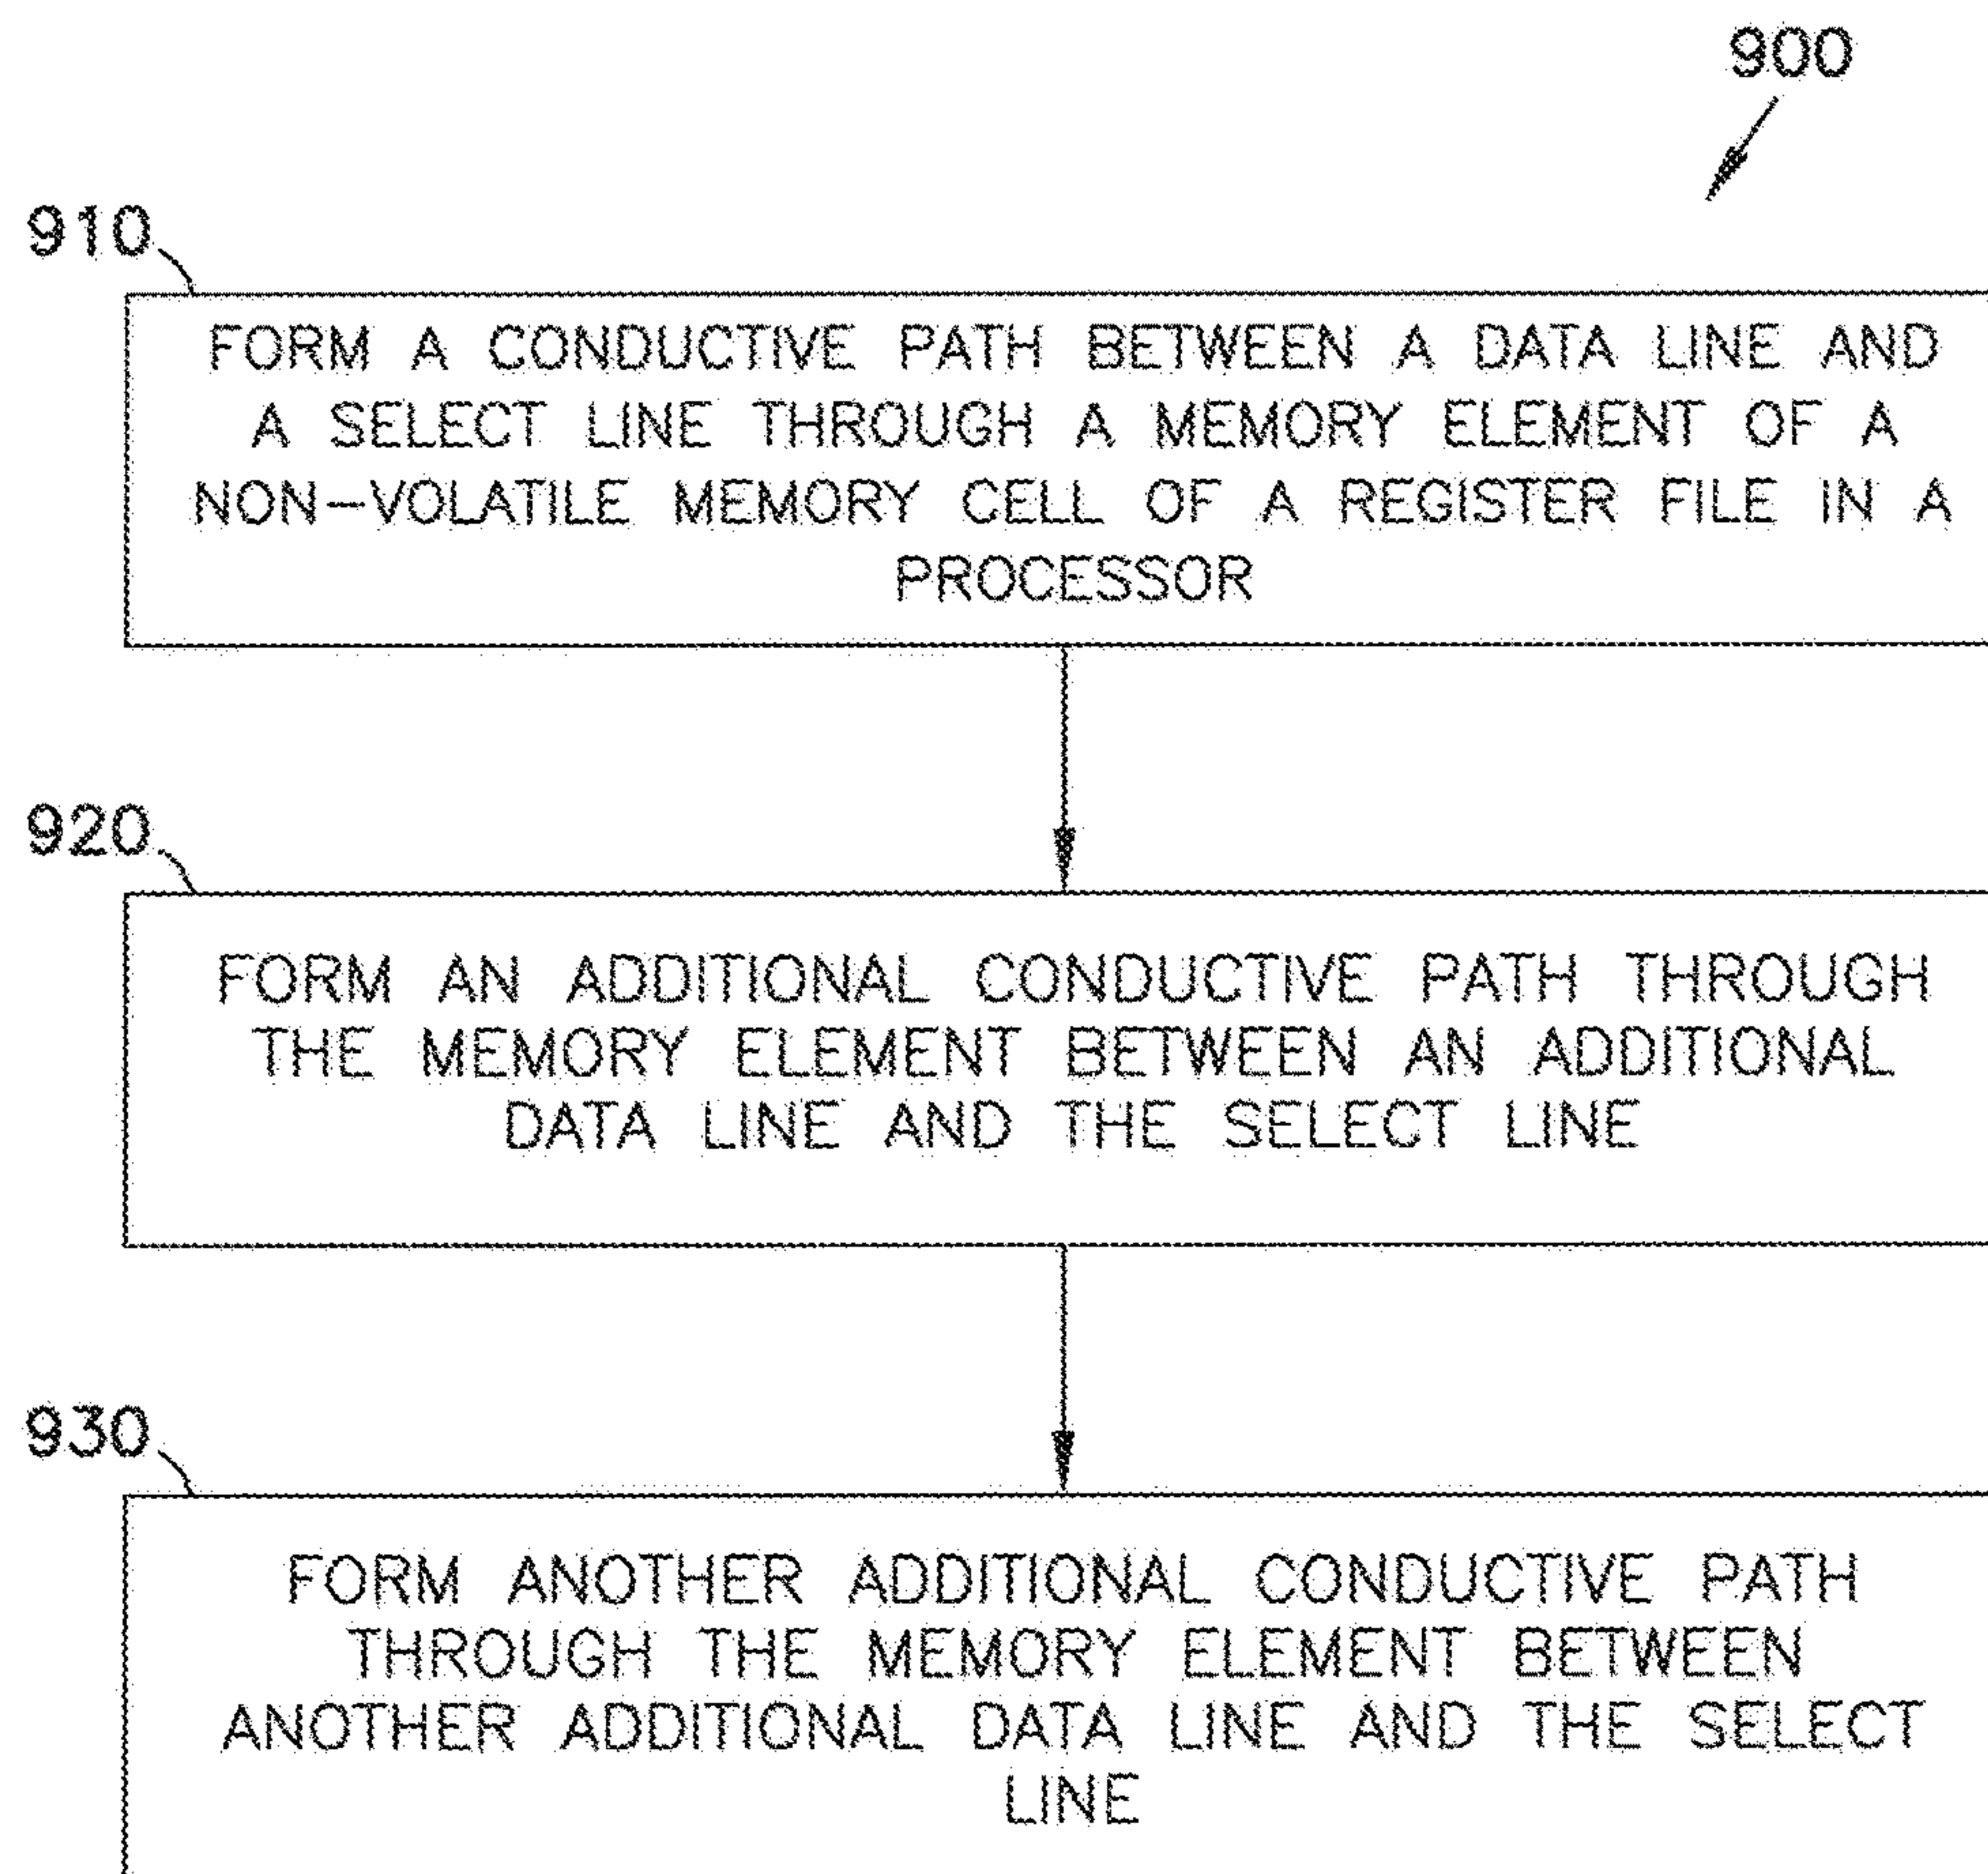 900
910
FORM A CONDUCTIVE PATH BETWEEN A DATA LINE AND
A SELECT LINE THROUGH A MEMORY ELEMENT OF A
NON-VOLATILE MEMORY CELL OF A REGISTER FILE IN A
PROCESSOR
920
FORM AN ADDITIONAL CONDUCTIVE PATH THROUGH
THE MEMORY ELEMENT BETWEEN AN ADDITIONAL
DATA LINE AND THE SELECT LINE
930
FORM ANOTHER ADDITIONAL CONDUCTIVE PATH
THROUGH THE MEMORY ELEMENT BETWEEN
ANOTHER ADDITIONAL DATA LINE AND THE SELECT
LINE